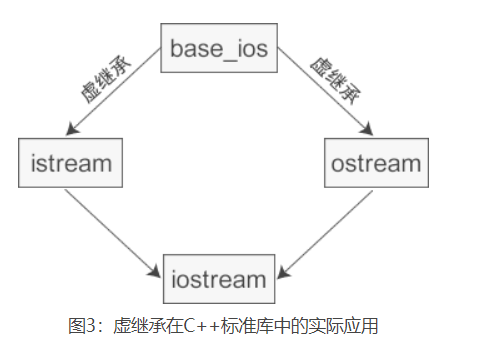 base_ios
虚继承
虚继承
istream
ostream
iostream
图3：虚继承在C++标准库中的实际应用